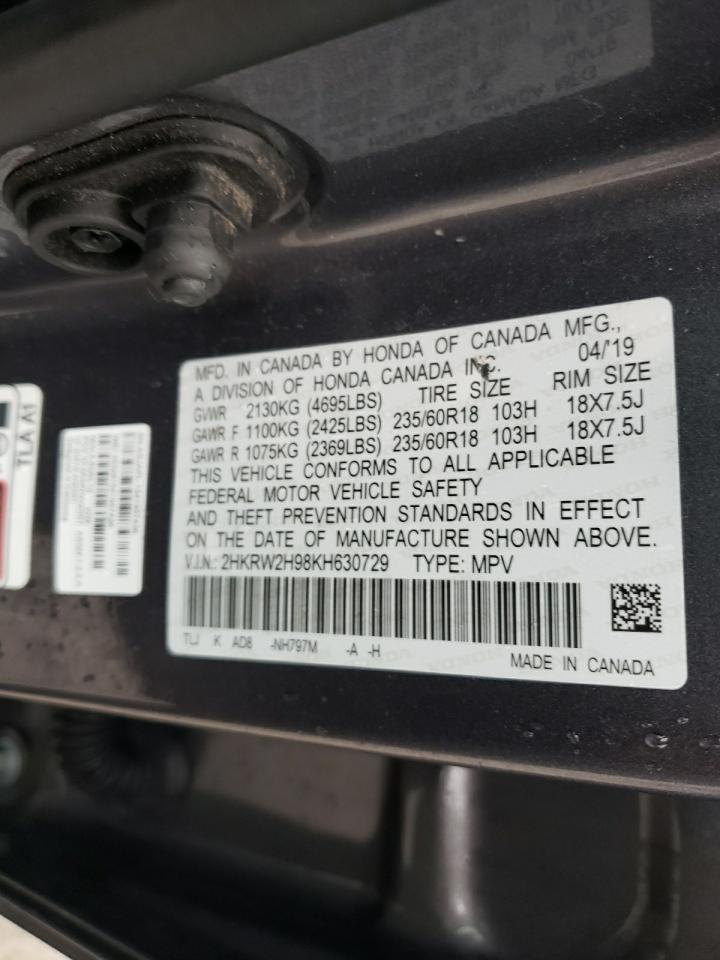 MFD. IN CANADA BY HONDA OF CANADA MFG.,
A DIVISION OF HONDA CANADA INC. 04/'19
GVWR 2130KG (4695LBS) TIRE SIZE RIM SIZE
GAWR F 1100KG (2425LBS) 235/60R18 103H 18X7.5J
GAWR R 1075KG (2369LBS) 235/60R18 103H 18X7.5J
THIS VEHICLE CONFORMS TO ALL APPLICABLE
FEDERAL MOTOR VEHICLE SAFETY
AND THEFT PREVENTION STANDARDS IN EFFECT
ON THE DATE OF MANUFACTURE SHOWN ABOVE.
V.I.N.: 2HKRW2H98KH630729 TYPE: MPV
TLJ K AD8 -NH797M -A -H
MADE IN CANADA
TLA A1